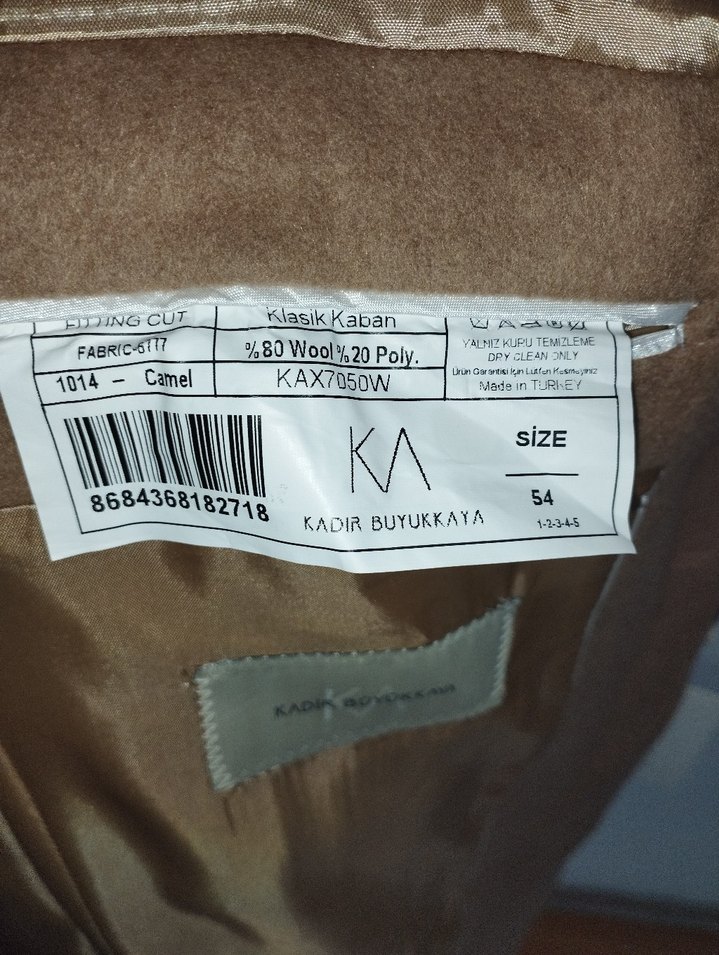 FITTING CUT
Klasik Kaban
FABRIC-6177
%80 Wool %20 Poly.
1014 - Camel
KAX7050W
YALNIZ KURU TEMİZLEME
DRY CLEAN ONLY
Ürün Garantisi İçin Lütfen Kesmeyiniz
Made in TURKEY
8684368182718
KA
KADIR BUYUKKAYA
SİZE
54
1-2-3-4-5
KADIR BUYUKKAYA